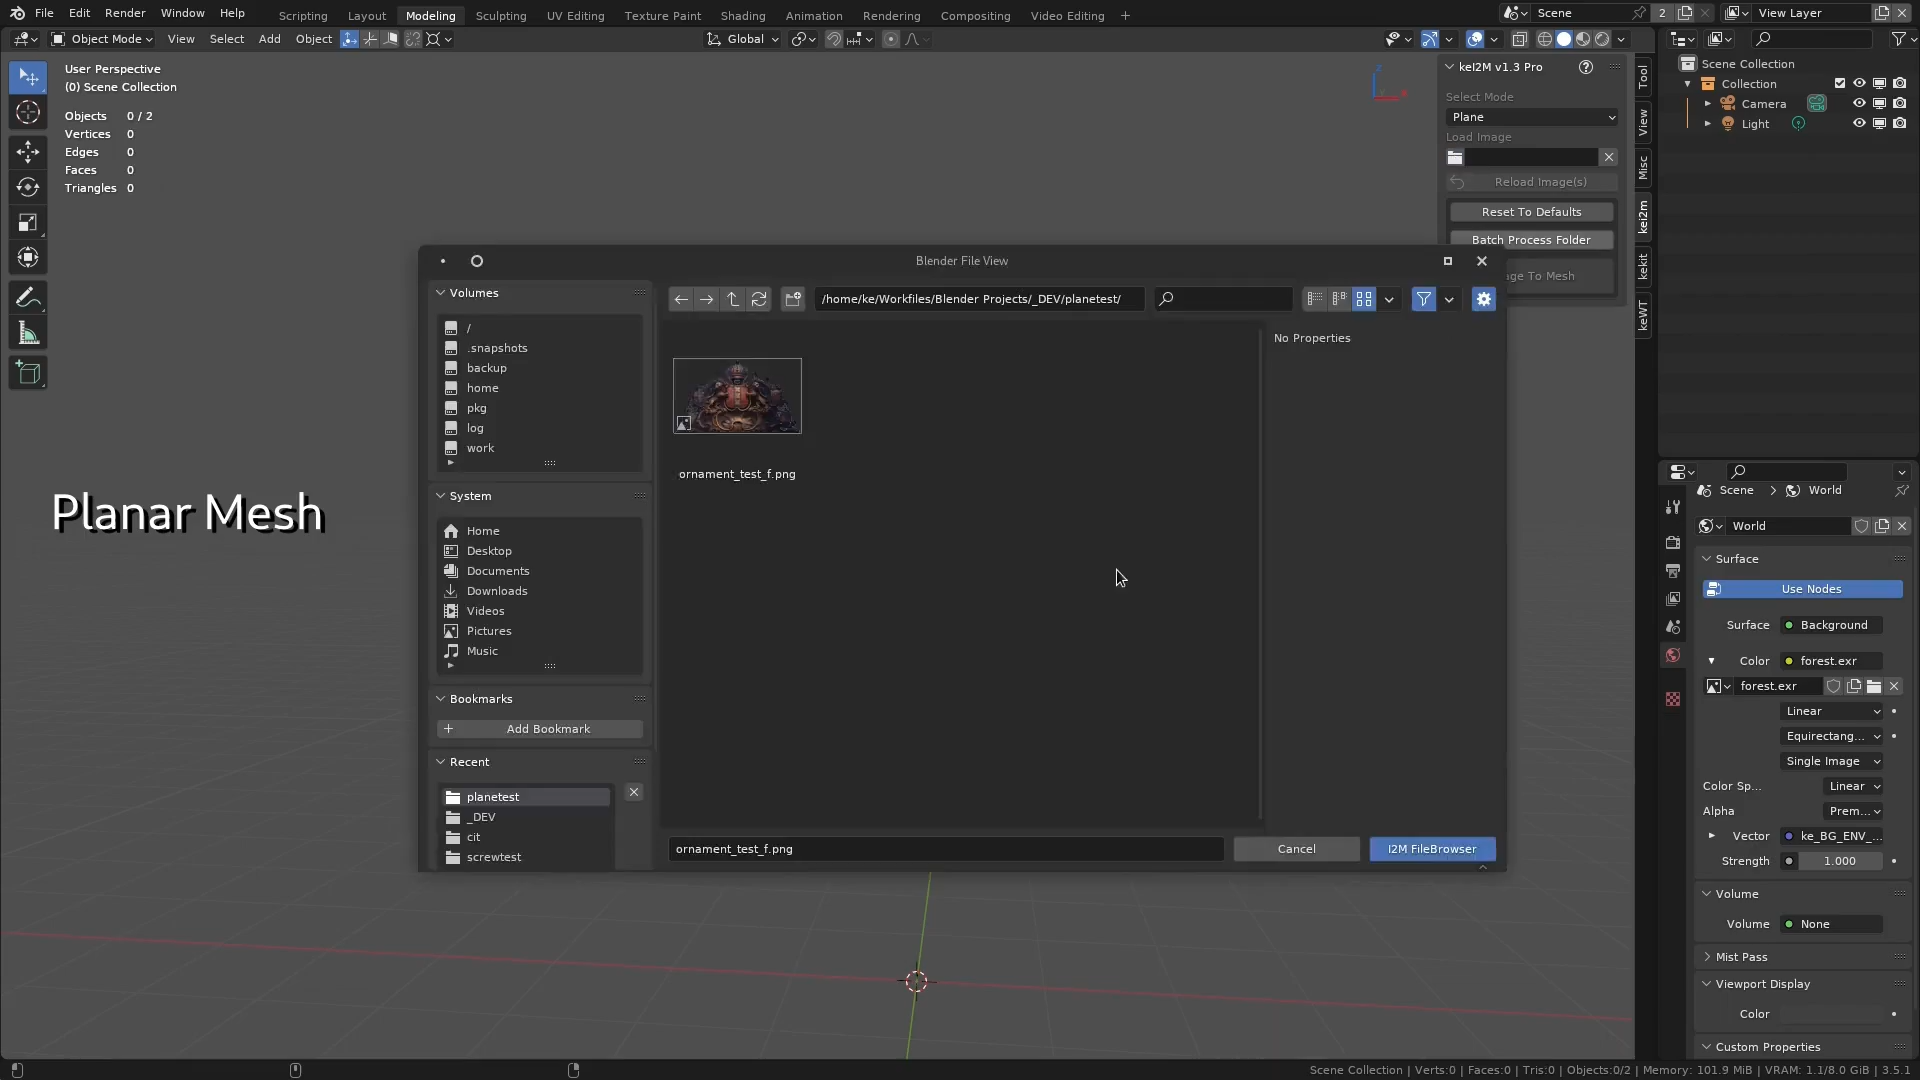 File Edit Render Window Help Scripting Layout Modeling Sculpting UV Editing Texture Paint Shading Animation Rendering Compositing Video Editing + Scene 2 View Layer
Object Mode View Select Add Object Global
User Perspective
(0) Scene Collection
Objects 0 / 2
Vertices 0
Edges 0
Faces 0
Triangles 0
Z
keI2M v1.3 Pro
Select Mode
Plane
Load Image
Reload Image(s)
Reset To Defaults
Batch Process Folder
To Mesh
Tool
View
Misc
kei2m
kekit
keWT
Scene Collection
Collection
Camera
Light
Planar Mesh
Blender File View
Volumes
/
.snapshots
backup
home
pkg
log
work
System
Home
Desktop
Documents
Downloads
Videos
Pictures
Music
Bookmarks
Add Bookmark
Recent
planetest
_DEV
cit
screwtest
/home/ke/Workfiles/Blender Projects/_DEV/planetest/
ornament_test_f.png
No Properties
ornament_test_f.png
Cancel
I2M FileBrowser
Scene > World
World
Surface
Use Nodes
Surface Background
Color forest.exr
forest.exr
Linear
Equirectang...
Single Image
Color Sp... Linear
Alpha Prem...
Vector ke_BG_ENV_...
Strength 1.000
Volume
Volume None
Mist Pass
Viewport Display
Color
Custom Properties
Scene Collection | Verts:0 | Faces:0 | Tris:0 | Objects:0/2 | Memory: 101.9 MiB | VRAM: 1.1/8.0 GiB | 3.5.1